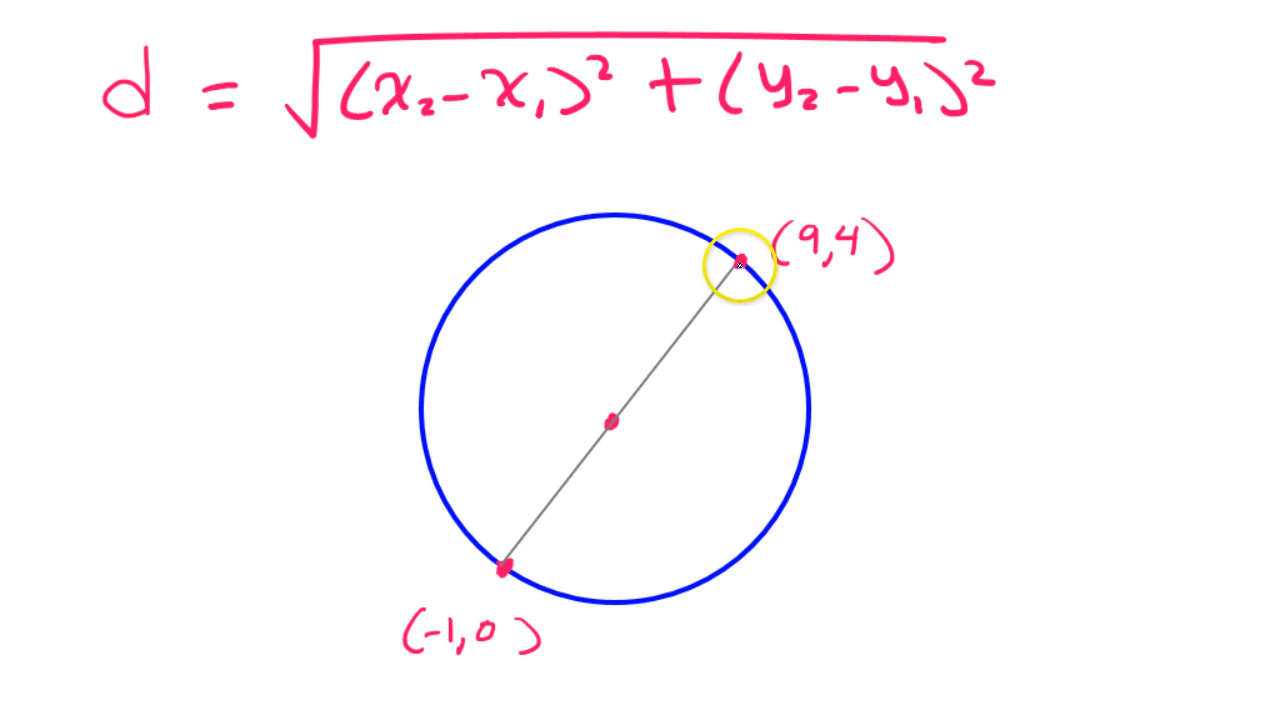 d = √(x₂-x₁)² + (y₂-y₁)²
(9,4)
(-1,0)